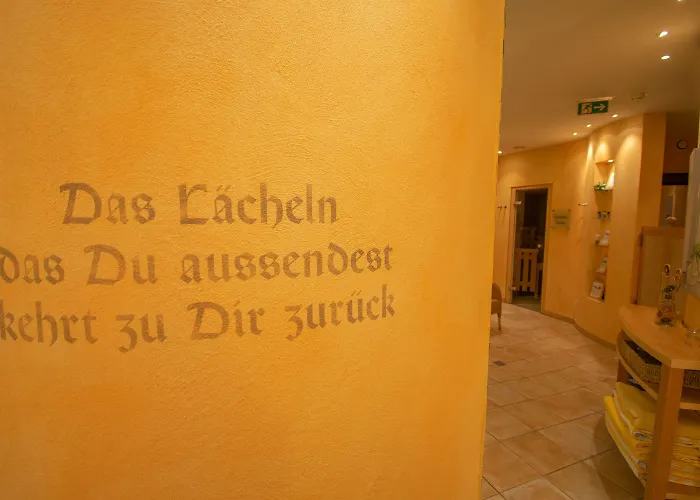 Das Lächeln
das Du aussendest
kehrt zu Dir zurück